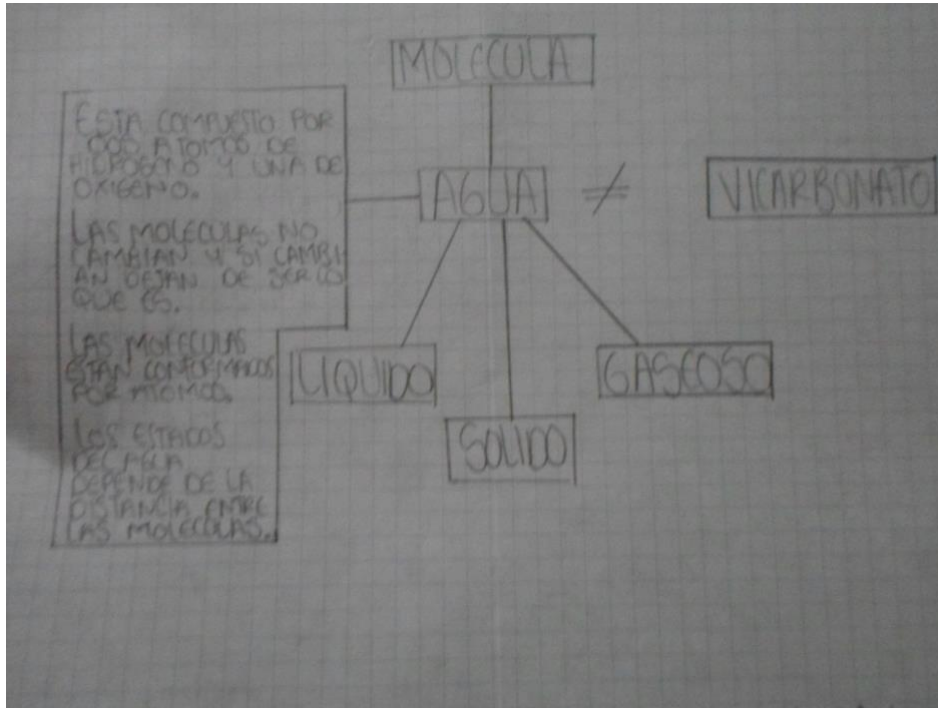 MOLECULA
ESTA COMPUESTO POR
DOS ATOMOS DE
HIDROGENO Y UNA DE
OXIGENO.
LAS MOLECULAS NO
CAMBIAN Y SI CAMBI
AN DEJAN DE SER LO
QUE ES.
LAS MOLECULAS
ESTAN CONFORMADOS
POR ATOMOS.
LOS ESTADOS
DEL AGUA
DEPENDE DE LA
DISTANCIA ENTRE
LAS MOLECULAS.
AGUA ≠ VICARBONATO
LIQUIDO
SOLIDO
GASEOSO